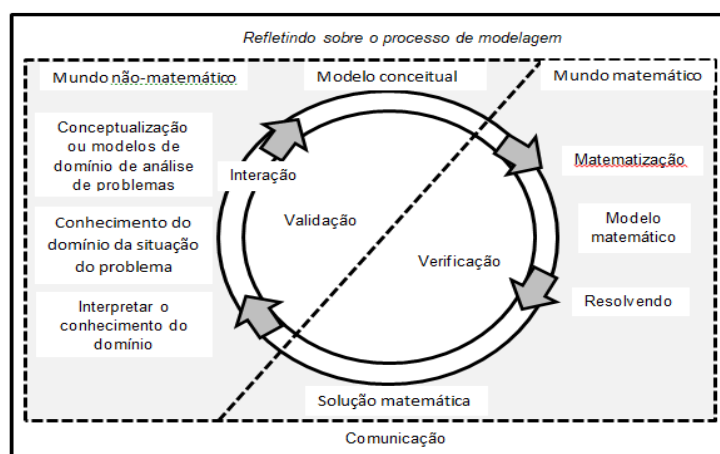 Refletindo sobre o processo de modelagem
Mundo não-matemático
Modelo conceitual
Mundo matemático
Conceptualização
ou modelos de
domínio de análise
de problemas
Interação
Matematização
Conhecimento do
domínio da situação
do problema
Validação
Modelo
matemático
Verificação
Interpretar o
conhecimento do
domínio
Resolvendo
Solução matemática
Comunicação